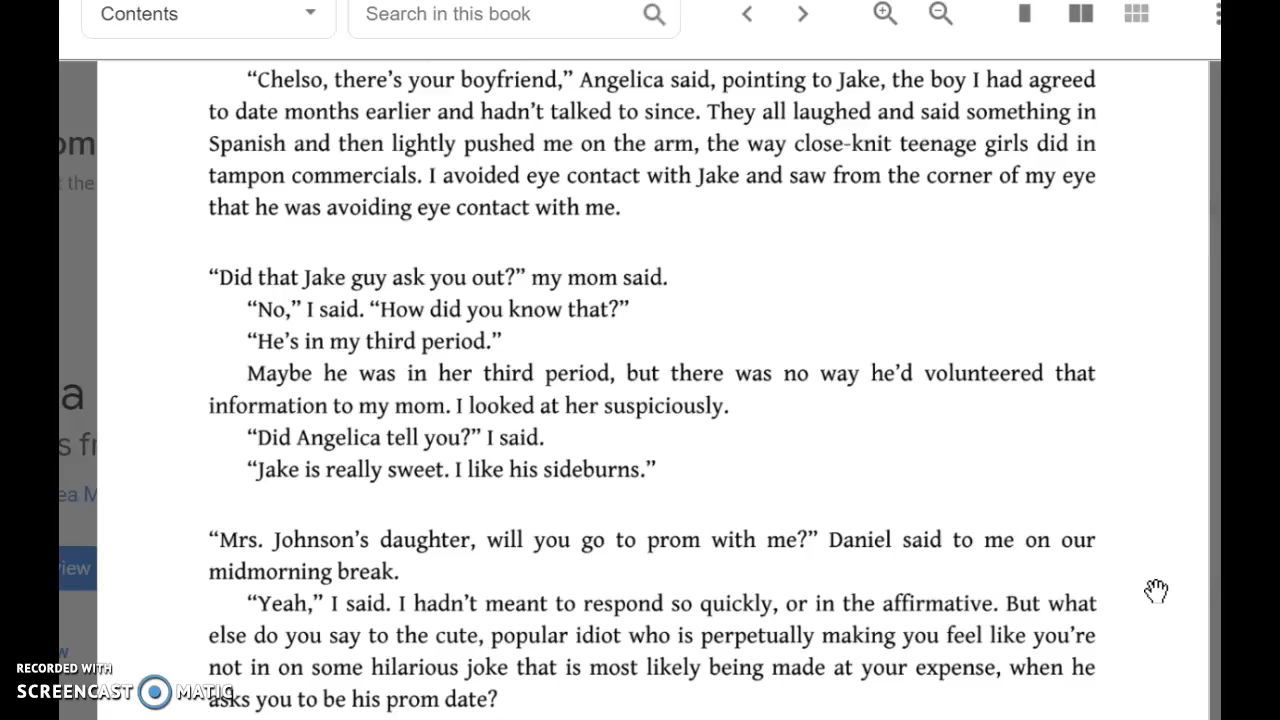 Contents
Search in this book
“Chelso, there’s your boyfriend,” Angelica said, pointing to Jake, the boy I had agreed
to date months earlier and hadn’t talked to since. They all laughed and said something in
Spanish and then lightly pushed me on the arm, the way close-knit teenage girls did in
tampon commercials. I avoided eye contact with Jake and saw from the corner of my eye
that he was avoiding eye contact with me.
“Did that Jake guy ask you out?” my mom said.
“No,” I said. “How did you know that?”
“He’s in my third period.”
Maybe he was in her third period, but there was no way he’d volunteered that
information to my mom. I looked at her suspiciously.
“Did Angelica tell you?” I said.
“Jake is really sweet. I like his sideburns.”
“Mrs. Johnson’s daughter, will you go to prom with me?” Daniel said to me on our
midmorning break.
“Yeah,” I said. I hadn’t meant to respond so quickly, or in the affirmative. But what
else do you say to the cute, popular idiot who is perpetually making you feel like you’re
not in on some hilarious joke that is most likely being made at your expense, when he
asks you to be his prom date?
om
t the
a
s fr
ea M
iew
w
RECORDED WITH
SCREENCAST MATIC